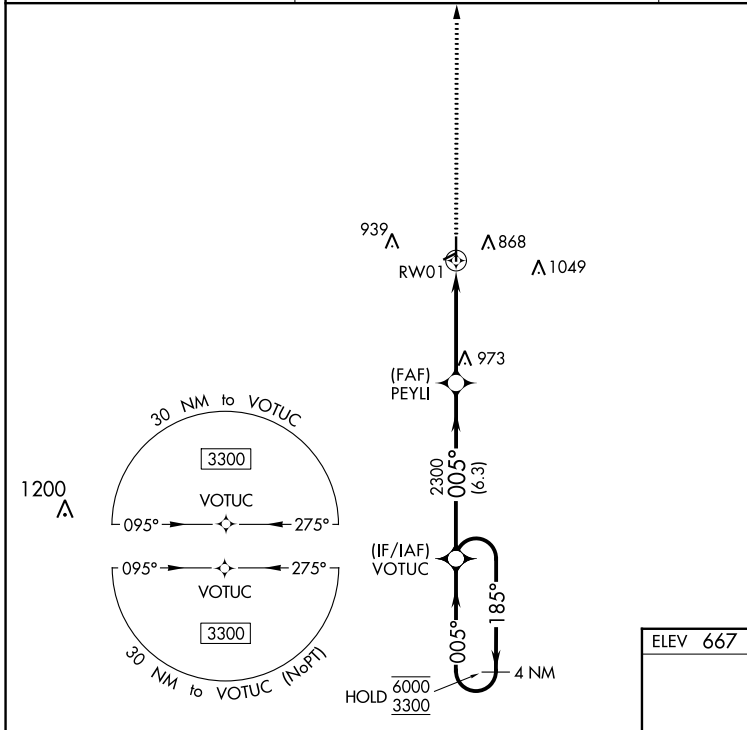 939
868
RW01
1049
973
(FAF)
PEYLI
30 NM to VOTUC
3300
2300
005°
(6.3)
1200
VOTUC
095°
275°
(IF/IAF)
VOTUC
095°
275°
VOTUC
185°
005°
3300
30 NM to VOTUC (NoPT)
ELEV 667
4 NM
HOLD 6000
3300